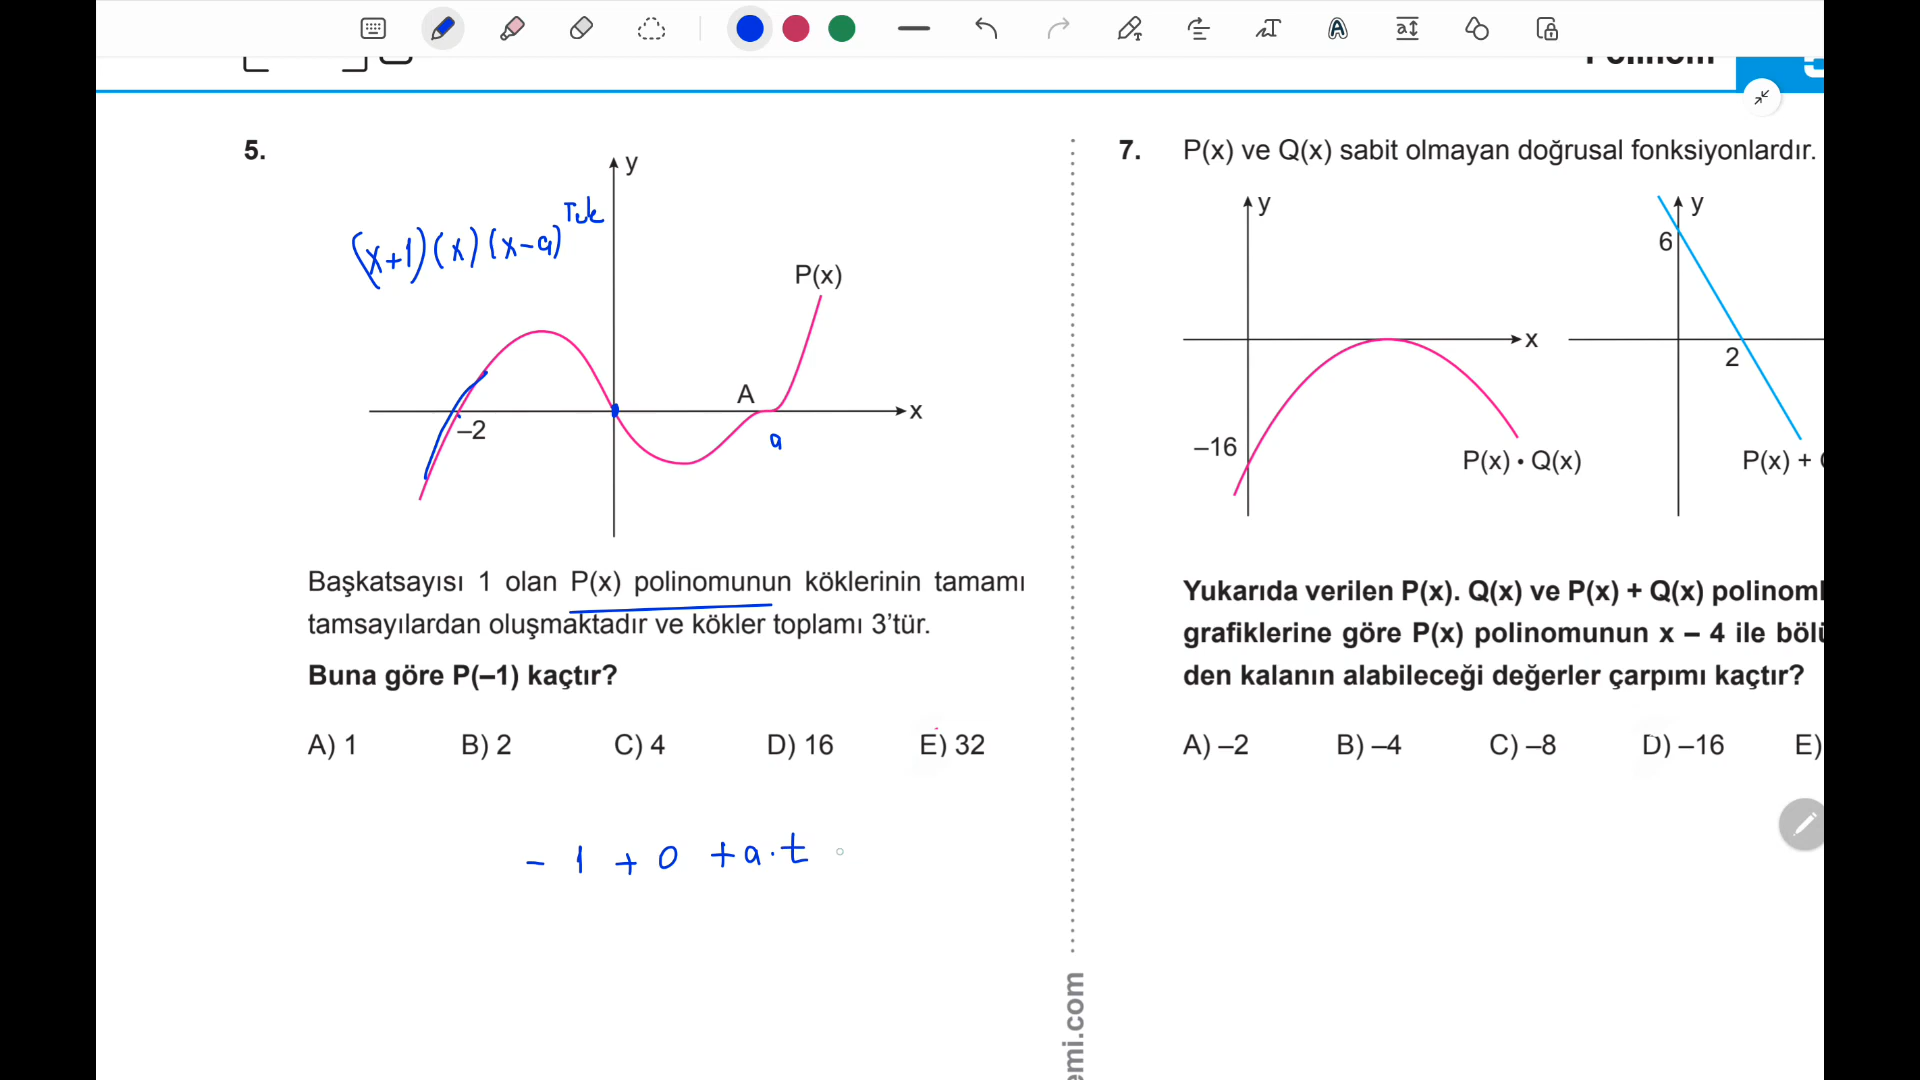 5.
y
(x+1)(x)(x-a)^Tek
P(x)
A
x
–2
a
Başkatsayısı 1 olan P(x) polinomunun köklerinin tamamı
tamsayılardan oluşmaktadır ve kökler toplamı 3’tür.
Buna göre P(–1) kaçtır?
A) 1 B) 2 C) 4 D) 16 E) 32
- 1 + 0 + a . t
7. P(x) ve Q(x) sabit olmayan doğrusal fonksiyonlardır.
y
x
–16
P(x) • Q(x)
y
6
2
P(x) +
Yukarıda verilen P(x). Q(x) ve P(x) + Q(x)
grafiklerine göre P(x) polinomunun x – 4 ile
den kalanın alabileceği değerler çarpımı kaçtır?
A) –2 B) –4 C) –8 D) –16 E)
emi.com